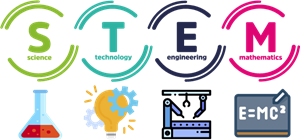 S T E M
science technology engineering mathematics
E=MC²